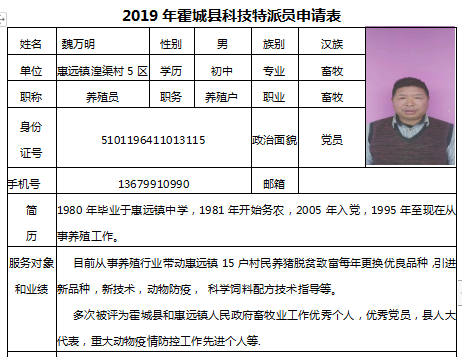 2019 年霍城县科技特派员申请表
姓名 魏万明 性别 男 族别 汉族
单位 惠远镇湟渠村 5 区 学历 初中 专业 畜牧
职称 养殖员 职务 养殖户 职业 畜牧
身份
证号 5101196411013115 政治面貌 党员
手机号 13679910990 邮箱
简
历
1980 年毕业于惠远镇中学，1981 年开始务农，2005 年入党，1995 年至现在从
事养殖工作。
服务对象
和业绩
目前从事养殖行业带动惠远镇 15 户村民养猪脱贫致富每年更换优良品种，引进
新品种，新技术，动物防疫， 科学饲料配方技术指导等。
多次被评为霍城县和惠远镇人民政府畜牧业工作优秀个人，优秀党员，县人大
代表，重大动物疫情防控工作先进个人等.